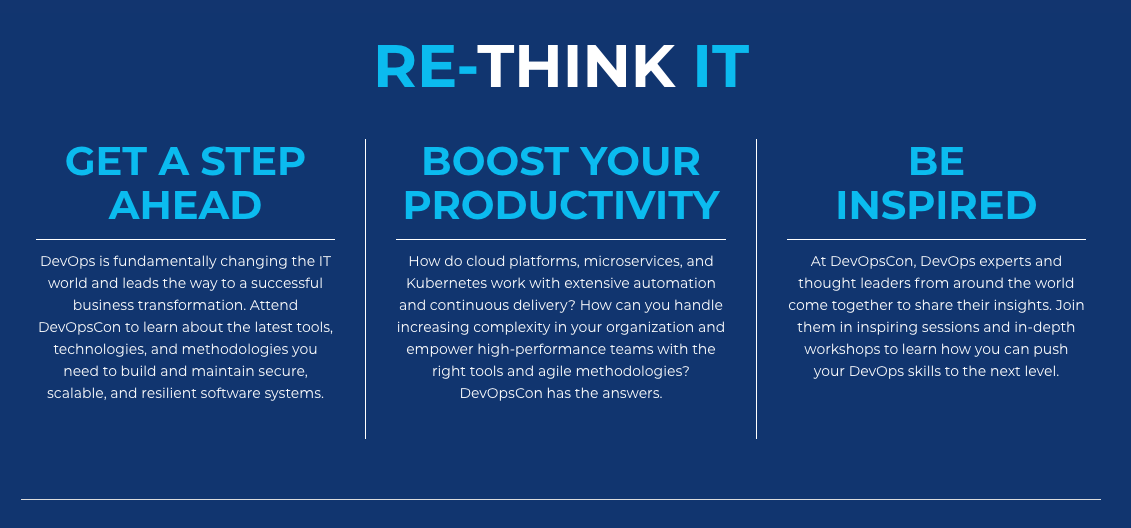 RE-THINK IT
GET A STEP
AHEAD
DevOps is fundamentally changing the IT
world and leads the way to a successful
business transformation. Attend
DevOpsCon to learn about the latest tools,
technologies, and methodologies you
need to build and maintain secure,
scalable, and resilient software systems.
BOOST YOUR
PRODUCTIVITY
How do cloud platforms, microservices, and
Kubernetes work with extensive automation
and continuous delivery? How can you handle
increasing complexity in your organization and
empower high-performance teams with the
right tools and agile methodologies?
DevOpsCon has the answers.
BE
INSPIRED
At DevOpsCon, DevOps experts and
thought leaders from around the world
come together to share their insights. Join
them in inspiring sessions and in-depth
workshops to learn how you can push
your DevOps skills to the next level.